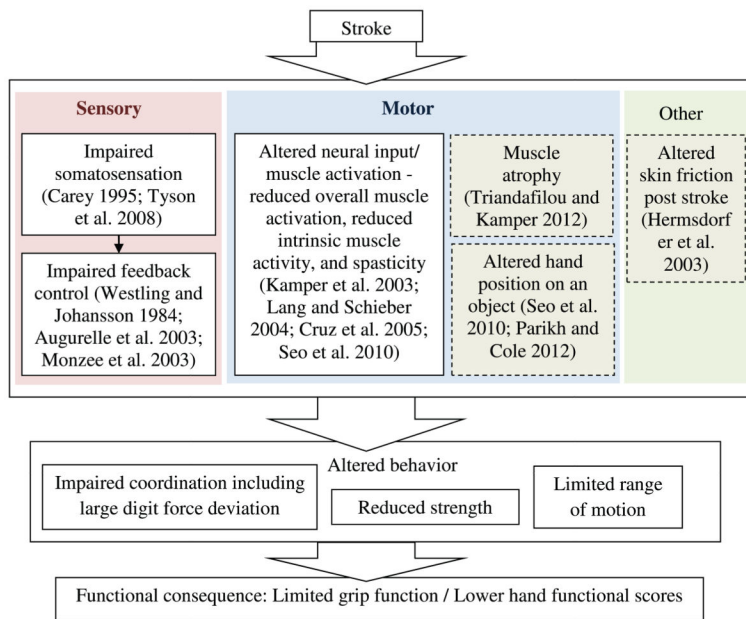 Stroke
Sensory
Impaired
somatosensation
(Carey 1995; Tyson
et al. 2008)
Impaired feedback
control (Westling and
Johansson 1984;
Augurelle et al. 2003;
Monzee et al. 2003)
Motor
Altered neural input/
muscle activation -
reduced overall muscle
activation, reduced
intrinsic muscle
activity, and spasticity
(Kamper et al. 2003;
Lang and Schieber
2004; Cruz et al. 2005;
Seo et al. 2010)
Muscle
atrophy
(Triandafilou and
Kamper 2012)
Altered hand
position on an
object (Seo et al.
2010; Parikh and
Cole 2012)
Other
Altered
skin friction
post stroke
(Hermsdorf
er et al.
2003)
Altered behavior
Impaired coordination including
large digit force deviation
Reduced strength
Limited range
of motion
Functional consequence: Limited grip function / Lower hand functional scores